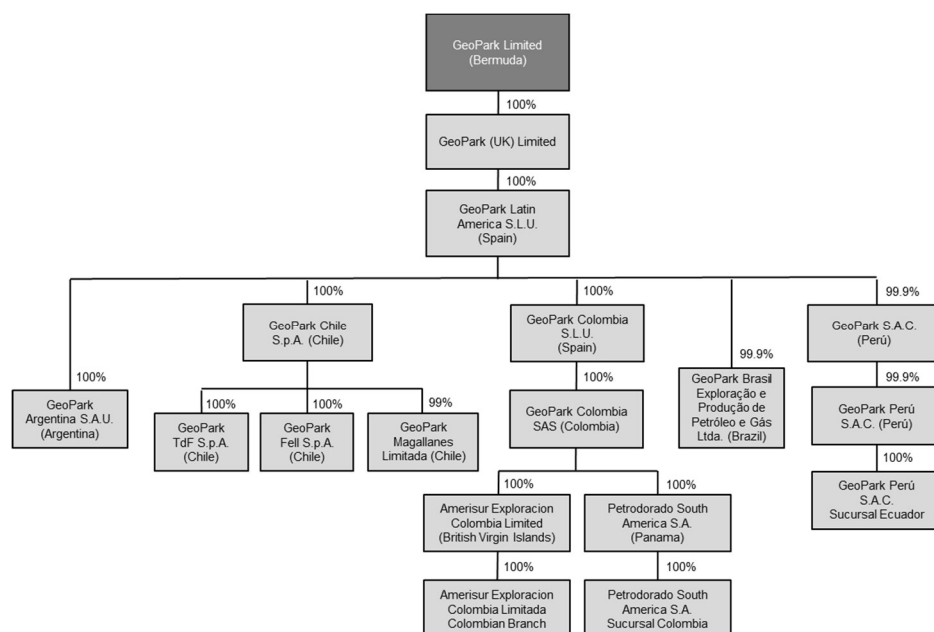 GeoPark Limited
(Bermuda)
100%
GeoPark (UK) Limited
100%
GeoPark Latin
America S.L.U.
(Spain)
100%
GeoPark
Argentina S.A.U.
(Argentina)
100%
GeoPark Chile
S.p.A. (Chile)
100%
GeoPark
TdF S.p.A.
(Chile)
100%
GeoPark
Fell S.p.A.
(Chile)
99%
GeoPark
Magallanes
Limitada (Chile)
100%
GeoPark Colombia
S.L.U.
(Spain)
100%
GeoPark Colombia
SAS (Colombia)
100%
Amerisur Exploracion
Colombia Limited
(British Virgin Islands)
100%
Amerisur Exploracion
Colombia Limitada
Colombian Branch
100%
Petrodorado South
America S.A.
(Panama)
100%
Petrodorado South
America S.A.
Sucursal Colombia
99.9%
GeoPark Brasil
Exploração e
Produção de
Petróleo e Gás
Ltda. (Brazil)
99.9%
GeoPark S.A.C.
(Perú)
99.9%
GeoPark Perú
S.A.C. (Perú)
100%
GeoPark Perú
S.A.C.
Sucursal Ecuador